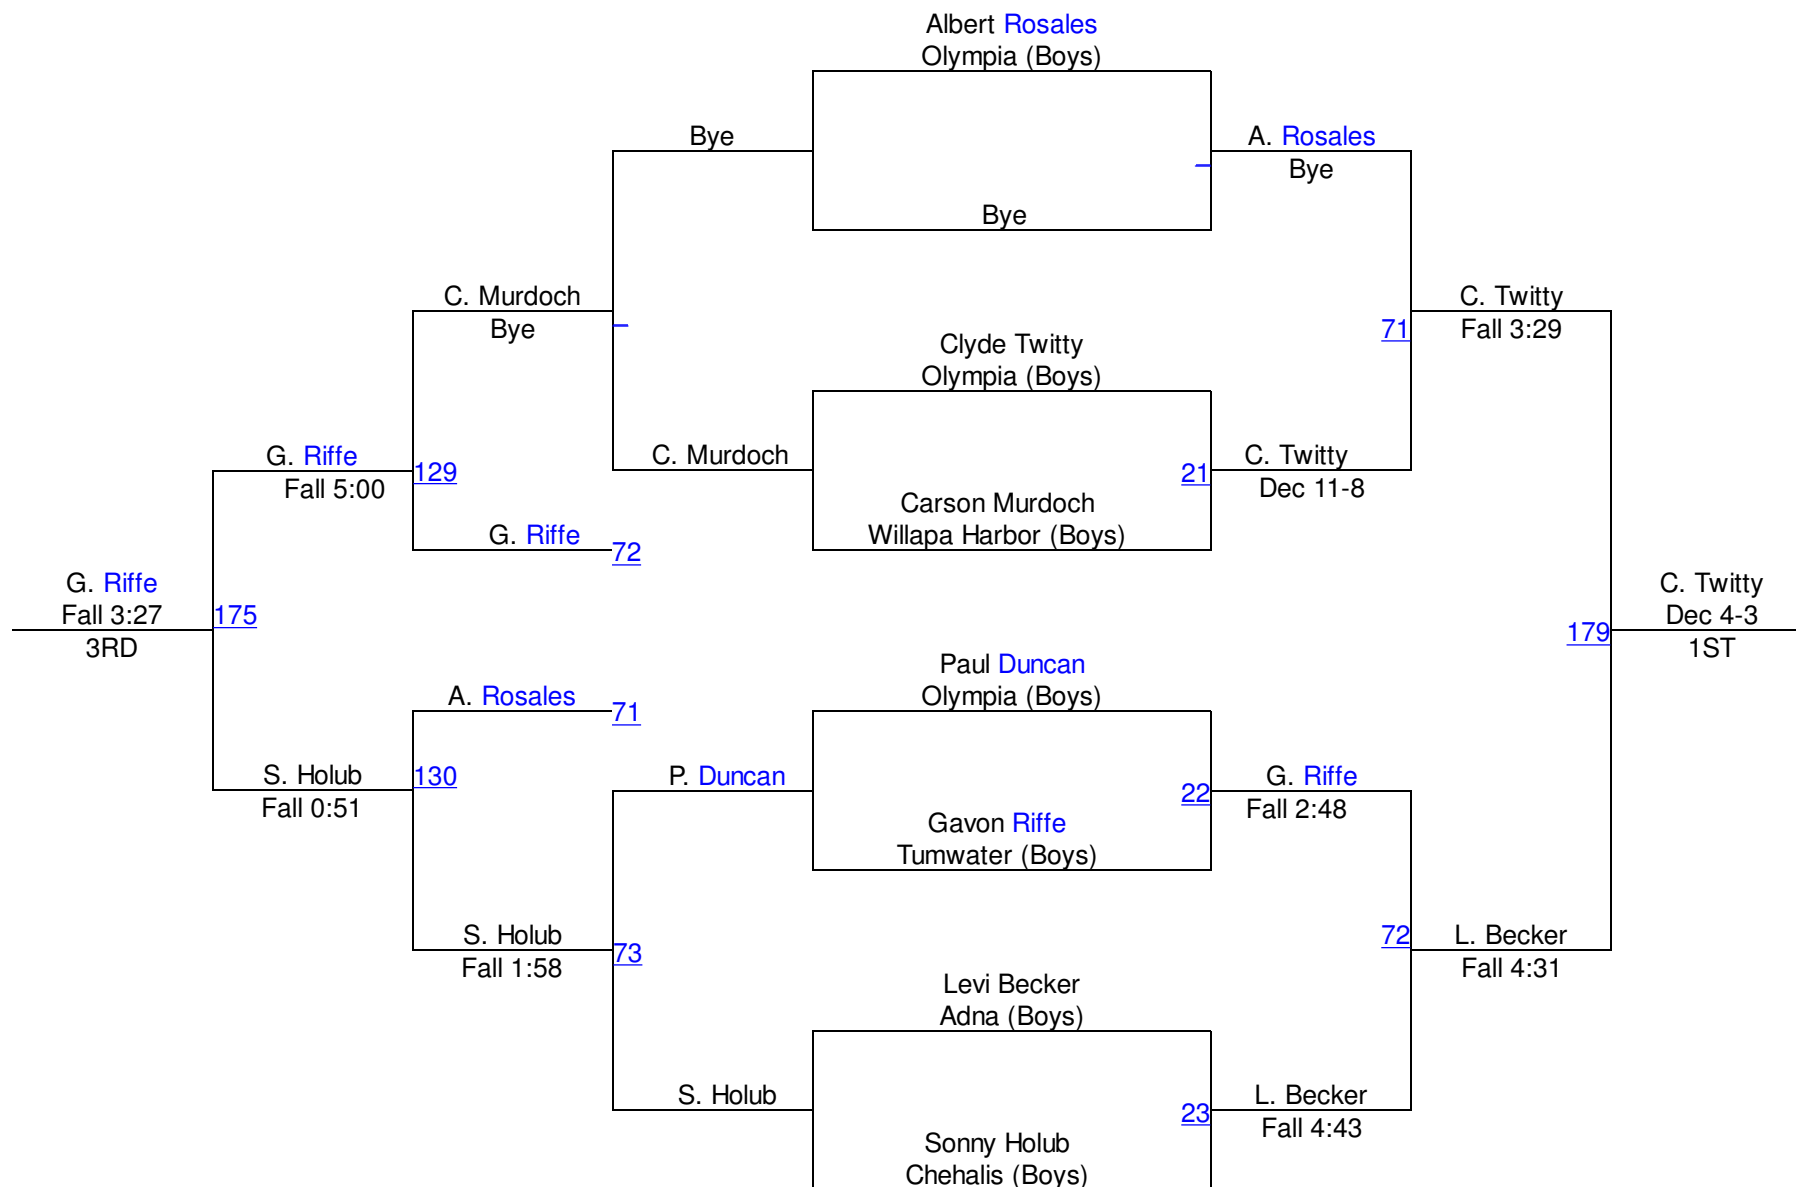 Albert Rosales
Olympia (Boys)
Bye
A. Rosales
Bye
Bye
C. Murdoch
Bye
C. Twitty
Fall 3:29
71
Clyde Twitty
Olympia (Boys)
G. Riffe
Fall 5:00
129
C. Murdoch
21
C. Twitty
Dec 11-8
Carson Murdoch
Willapa Harbor (Boys)
G. Riffe
72
G. Riffe
Fall 3:27
3RD
175
179
C. Twitty
Dec 4-3
1ST
Paul Duncan
Olympia (Boys)
A. Rosales
71
S. Holub
Fall 0:51
130
P. Duncan
22
G. Riffe
Fall 2:48
Gavon Riffe
Tumwater (Boys)
S. Holub
Fall 1:58
73
72
L. Becker
Fall 4:31
Levi Becker
Adna (Boys)
S. Holub
23
L. Becker
Fall 4:43
Sonny Holub
Chehalis (Boys)